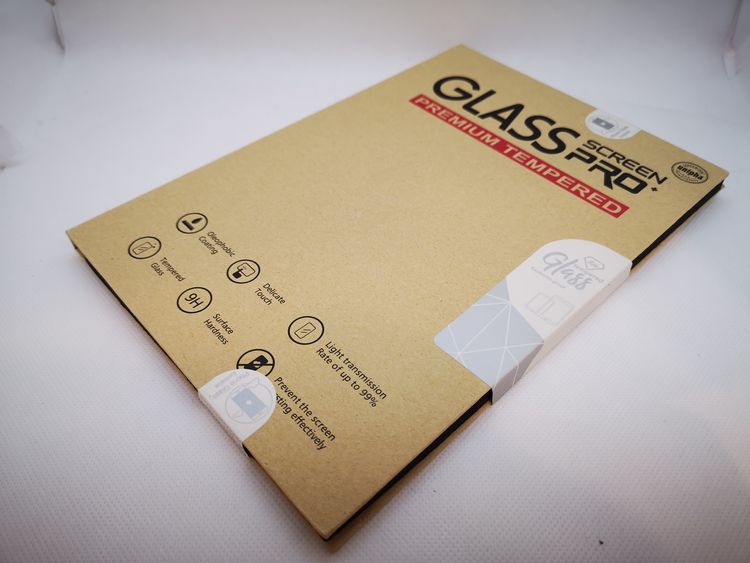 GLASS
SCREEN
PRO+
PREMIUM TEMPERED
Unipha
Glass
Oleophobic
Coating
Tempered
Glass
Delicate
Touch
9H
Surface
Hardness
Light transmission
Rate of up to 99%
Prevent the screen
effectively